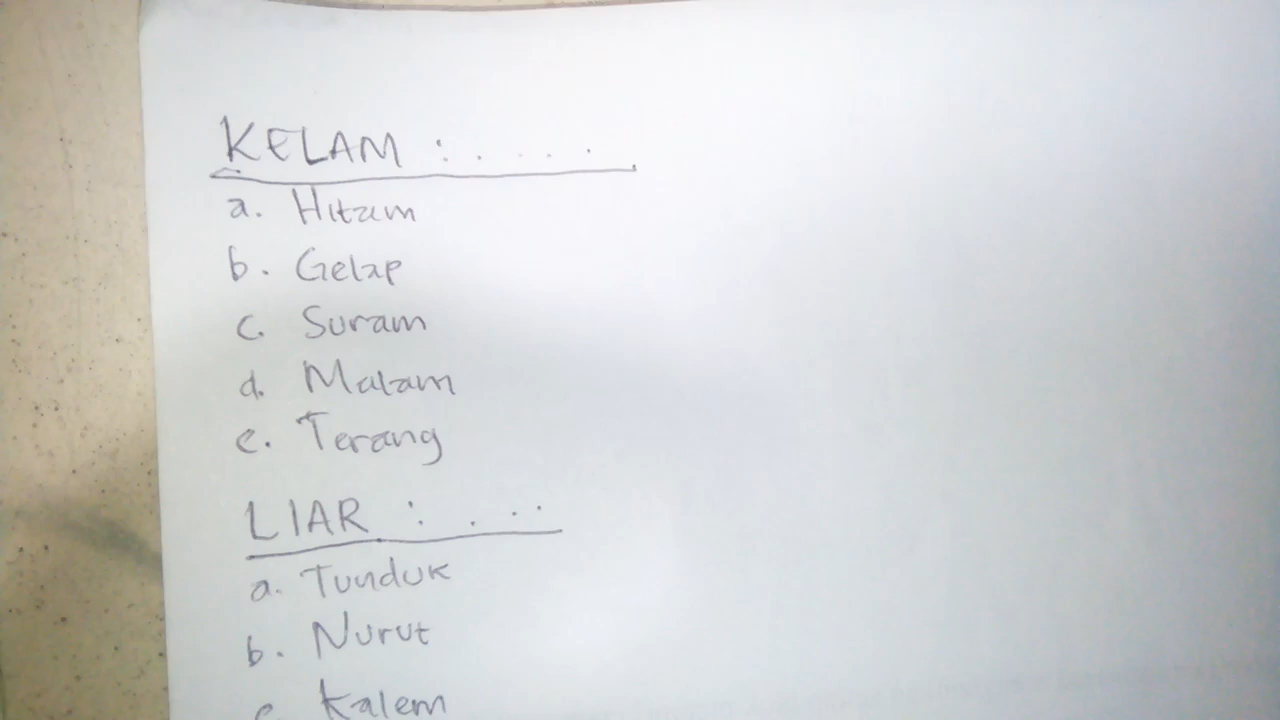 KELAM : . . . .
a. Hitam
b. Gelap
c. Suram
d. Malam
e. Terang
LIAR : . . . .
a. Tunduk
b. Nurut
c. Kalem